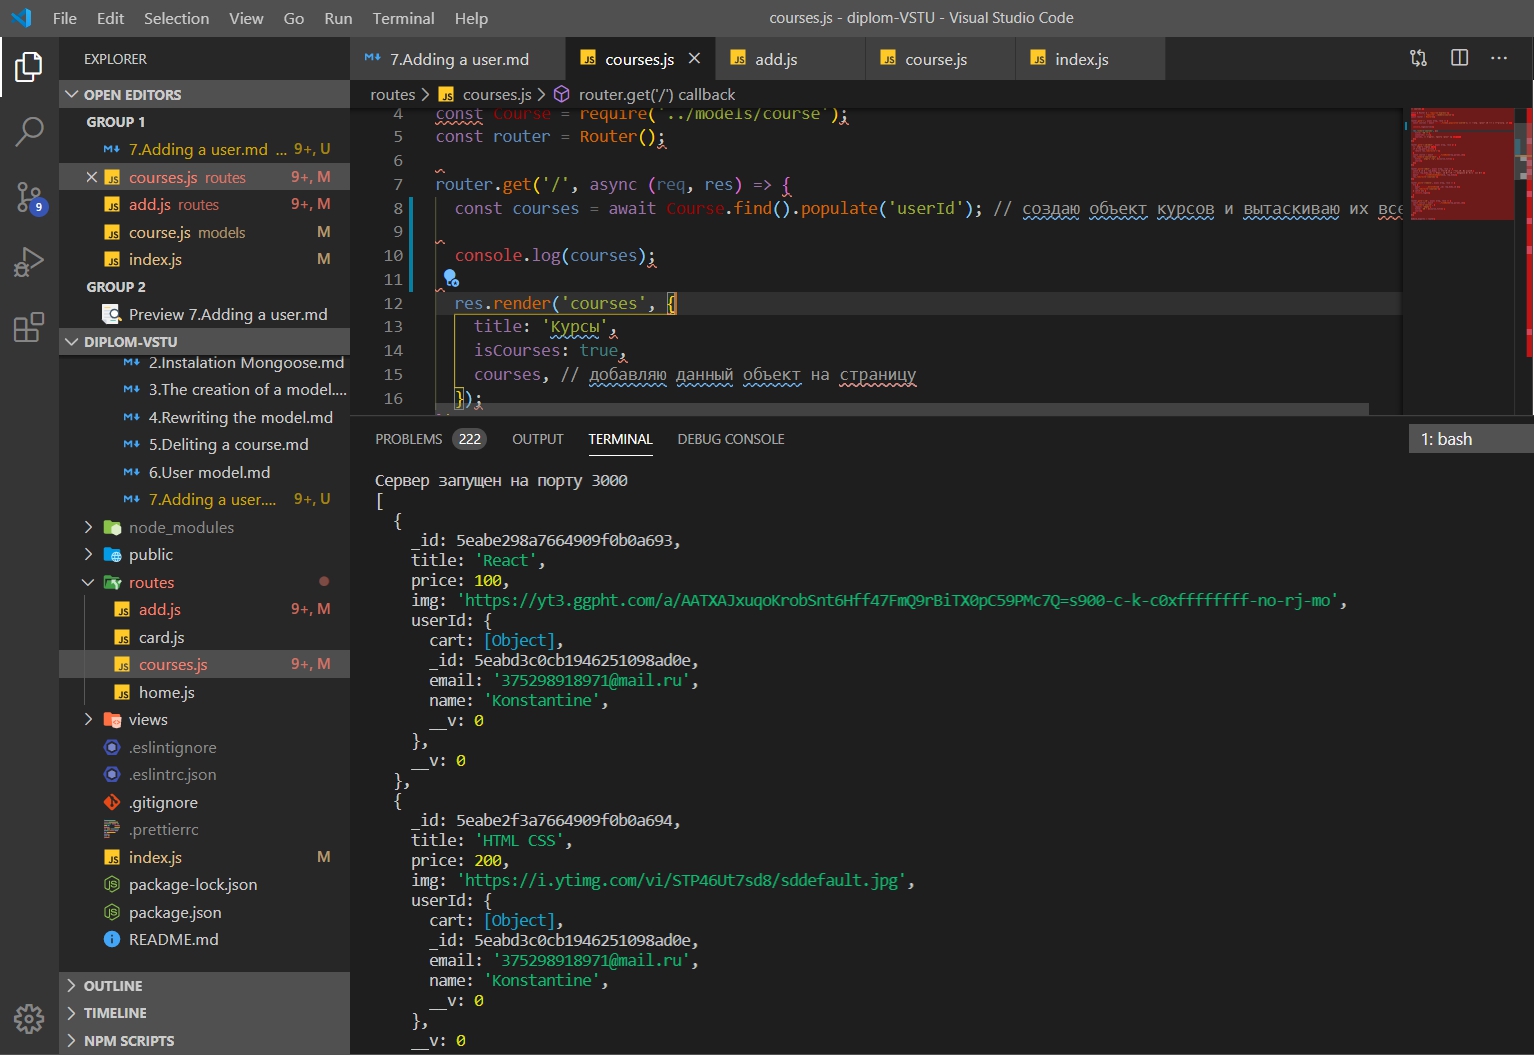 File Edit Selection View Go Run Terminal Help
courses.js - diplom-VSTU - Visual Studio Code
EXPLORER
OPEN EDITORS
GROUP 1
7.Adding a user.md ... 9+, U
courses.js routes 9+, M
add.js routes 9+, M
course.js models M
index.js M
GROUP 2
Preview 7.Adding a user.md
DIPLOM-VSTU
2.Instalation Mongoose.md
3.The creation of a model....
4.Rewriting the model.md
5.Deliting a course.md
6.User model.md
7.Adding a user.... 9+, U
node_modules
public
routes
add.js 9+, M
card.js
courses.js 9+, M
home.js
views
.eslintignore
.eslintrc.json
.gitignore
.prettierrc
index.js M
package-lock.json
package.json
README.md
OUTLINE
TIMELINE
NPM SCRIPTS
9
7.Adding a user.md courses.js add.js course.js index.js
routes > courses.js > router.get('/') callback
4 const Course = require('../models/course');
5 const router = Router();
6
7 router.get('/', async (req, res) => {
8 const courses = await Course.find().populate('userId'); // создаю объект курсов и вытаскиваю их все
9
10 console.log(courses);
11
12 res.render('courses', {
13 title: 'Курсы',
14 isCourses: true,
15 courses, // добавляю данный объект на страницу
16 });
PROBLEMS 222 OUTPUT TERMINAL DEBUG CONSOLE 1: bash
Сервер запущен на порту 3000
[
{
_id: 5eabe298a7664909f0b0a693,
title: 'React',
price: 100,
img: 'https://yt3.ggpht.com/a/AATXAJxuqoKrobSnt6Hff47FmQ9rBiTX0pC59PMc7Q=s900-c-k-c0xffffffff-no-rj-mo',
userId: {
cart: [Object],
_id: 5eabd3c0cb1946251098ad0e,
email: '375298918971@mail.ru',
name: 'Konstantine',
__v: 0
},
__v: 0
},
{
_id: 5eabe2f3a7664909f0b0a694,
title: 'HTML CSS',
price: 200,
img: 'https://i.ytimg.com/vi/STP46Ut7sd8/sddefault.jpg',
userId: {
cart: [Object],
_id: 5eabd3c0cb1946251098ad0e,
email: '375298918971@mail.ru',
name: 'Konstantine',
__v: 0
},
__v: 0